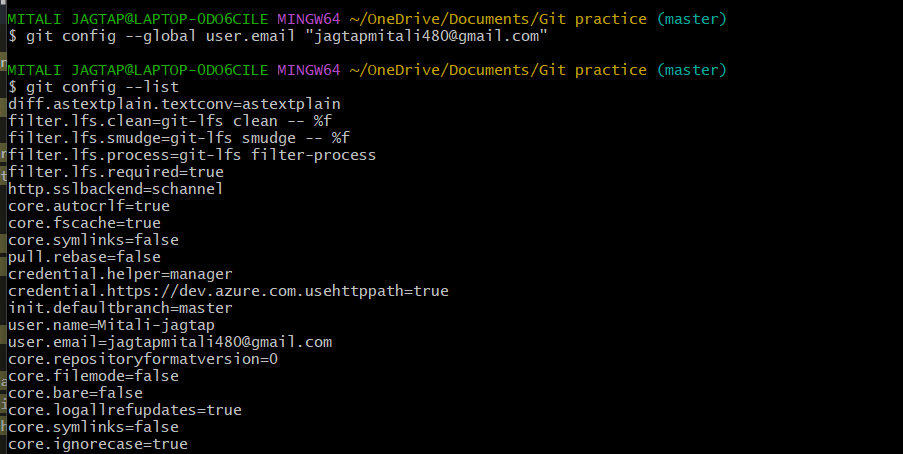 MITALI JAGTAP@LAPTOP-ODO6CILE MINGW64 ~/OneDrive/Documents/Git practice (master)
$ git config --global user.email "jagtapmitali480@gmail.com"
MITALI JAGTAP@LAPTOP-ODO6CILE MINGW64 ~/OneDrive/Documents/Git practice (master)
$ git config --list
diff.astextplain.textconv=astextplain
filter.lfs.clean=git-lfs clean -- %f
filter.lfs.smudge=git-lfs smudge -- %f
filter.lfs.process=git-lfs filter-process
filter.lfs.required=true
http.sslbackend=schannel
core.autocrlf=true
core.fscache=true
core.symlinks=false
pull.rebase=false
credential.helper=manager
credential.https://dev.azure.com.usehttppath=true
init.defaultbranch=master
user.name=Mitali-jagtap
user.email=jagtapmitali480@gmail.com
core.repositoryformatversion=0
core.filemode=false
core.bare=false
core.logallrefupdates=true
core.symlinks=false
core.ignorecase=true